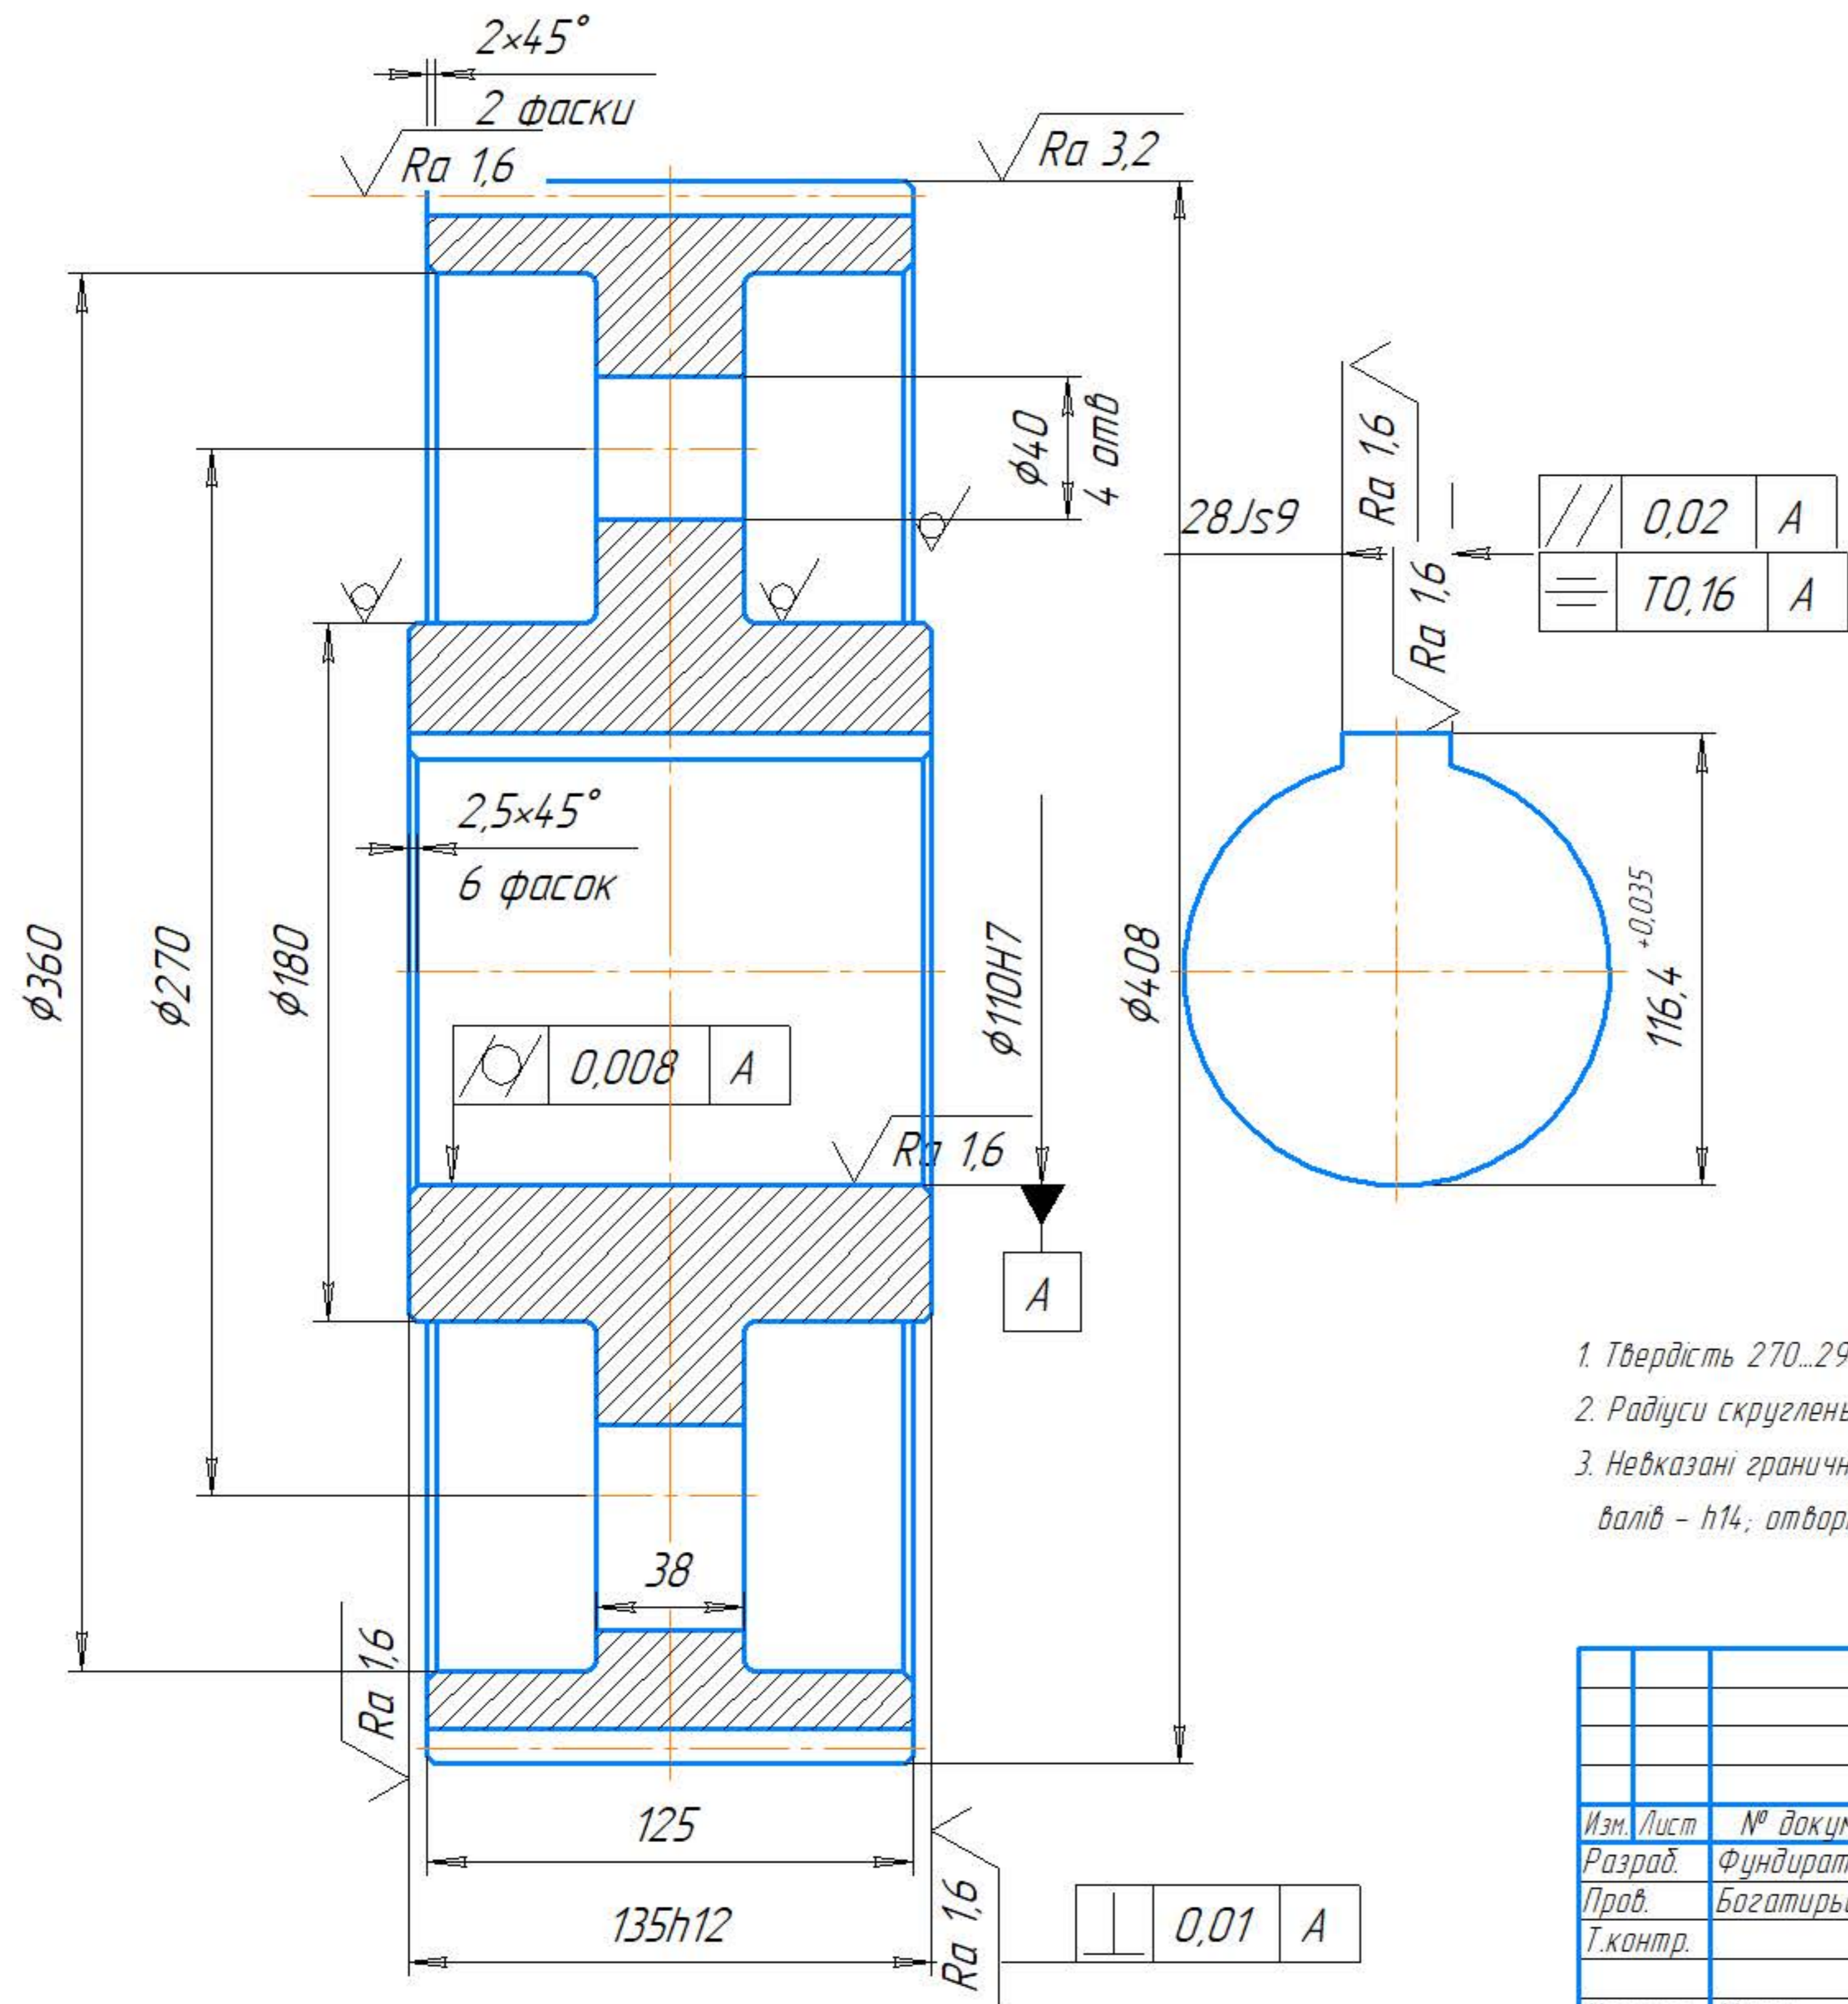 2×45°
2 фаски
Ra 1,6
Ra 3,2
ϕ40
4 отв
28Js9
Ra 1,6
Ra 1,6
// 0,02 A
T0,16 A
2,5×45°
6 фасок
ϕ360
ϕ270
ϕ180
ϕ110H7
ϕ408
116,4 +0,035
0,008 A
Ra 1,6
A
1. Твердість 270...29
2. Радіуси скруглень
3. Невказані граничн
валів - h14; отвор
38
Ra 1,6
125
135h12
Ra 1,6
0,01 A
Изм. Лист № докум
Разраб. Фундират
Пров. Богатирь
Т.контр.